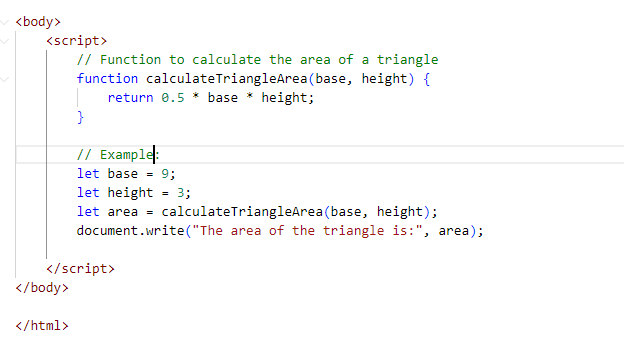 <body>
<script>
// Function to calculate the area of a triangle
function calculateTriangleArea(base, height) {
return 0.5 * base * height;
}
// Example:
let base = 9;
let height = 3;
let area = calculateTriangleArea(base, height);
document.write("The area of the triangle is:", area);
</script>
</body>
</html>